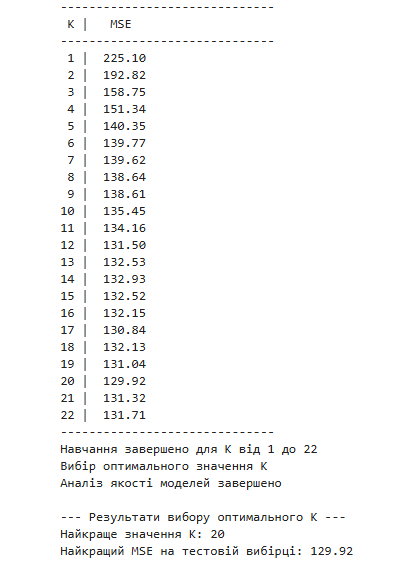 ------------------------------
K | MSE
------------------------------
1 | 225.10
2 | 192.82
3 | 158.75
4 | 151.34
5 | 140.35
6 | 139.77
7 | 139.62
8 | 138.64
9 | 138.61
10 | 135.45
11 | 134.16
12 | 131.50
13 | 132.53
14 | 132.93
15 | 132.52
16 | 132.15
17 | 130.84
18 | 132.13
19 | 131.04
20 | 129.92
21 | 131.32
22 | 131.71
------------------------------
Навчання завершено для K від 1 до 22
Вибір оптимального значення K
Аналіз якості моделей завершено
--- Результати вибору оптимального K ---
Найкраще значення K: 20
Найкращий MSE на тестовій вибірці: 129.92